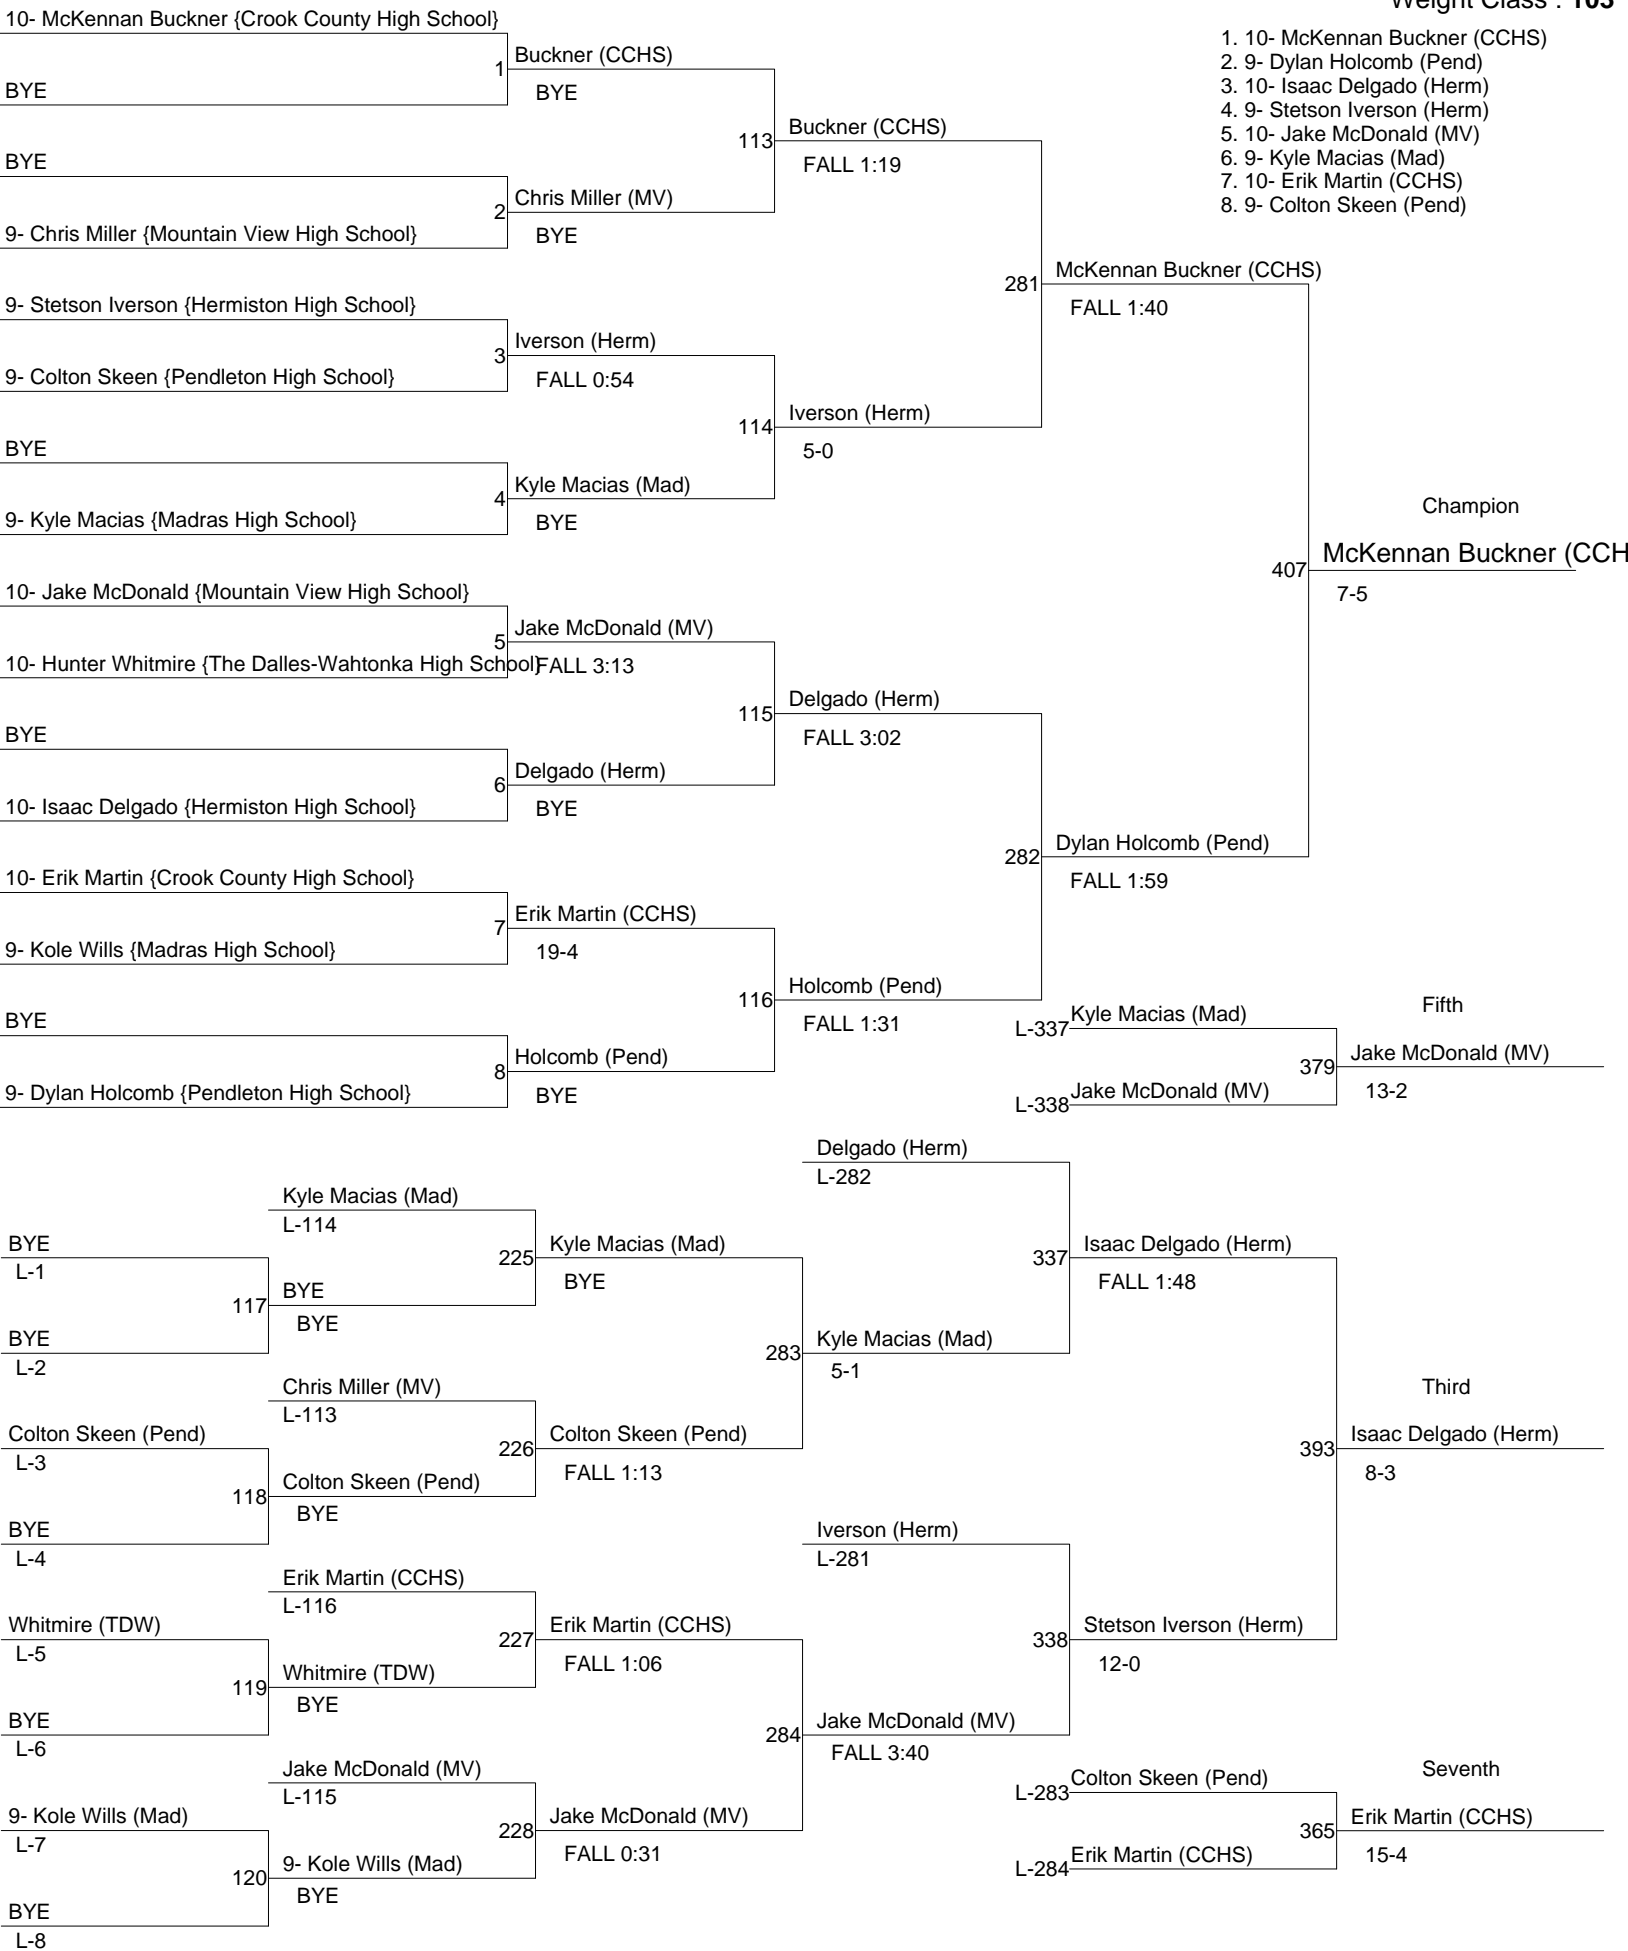 Weight Class : 103
1. 10- McKennan Buckner (CCHS)
2. 9- Dylan Holcomb (Pend)
3. 10- Isaac Delgado (Herm)
4. 9- Stetson Iverson (Herm)
5. 10- Jake McDonald (MV)
6. 9- Kyle Macias (Mad)
7. 10- Erik Martin (CCHS)
8. 9- Colton Skeen (Pend)
10- McKennan Buckner {Crook County High School}
BYE
1
Buckner (CCHS)
BYE
BYE
9- Chris Miller {Mountain View High School}
2
Chris Miller (MV)
BYE
113
Buckner (CCHS)
FALL 1:19
9- Stetson Iverson {Hermiston High School}
9- Colton Skeen {Pendleton High School}
3
Iverson (Herm)
FALL 0:54
BYE
9- Kyle Macias {Madras High School}
4
Kyle Macias (Mad)
BYE
114
Iverson (Herm)
5-0
281
McKennan Buckner (CCHS)
FALL 1:40
10- Jake McDonald {Mountain View High School}
10- Hunter Whitmire {The Dalles-Wahtonka High School}
5
Jake McDonald (MV)
FALL 3:13
BYE
10- Isaac Delgado {Hermiston High School}
6
Delgado (Herm)
BYE
115
Delgado (Herm)
FALL 3:02
10- Erik Martin {Crook County High School}
9- Kole Wills {Madras High School}
7
Erik Martin (CCHS)
19-4
BYE
9- Dylan Holcomb {Pendleton High School}
8
Holcomb (Pend)
BYE
116
Holcomb (Pend)
FALL 1:31
282
Dylan Holcomb (Pend)
FALL 1:59
Champion
407
McKennan Buckner (CCH
7-5
Fifth
L-337
Kyle Macias (Mad)
L-338
Jake McDonald (MV)
379
Jake McDonald (MV)
13-2
BYE
L-1
BYE
L-2
117
BYE
BYE
Kyle Macias (Mad)
L-114
225
Kyle Macias (Mad)
BYE
Colton Skeen (Pend)
L-3
BYE
L-4
118
Colton Skeen (Pend)
BYE
Chris Miller (MV)
L-113
226
Colton Skeen (Pend)
FALL 1:13
283
Kyle Macias (Mad)
5-1
Delgado (Herm)
L-282
337
Isaac Delgado (Herm)
FALL 1:48
Whitmire (TDW)
L-5
BYE
L-6
119
Whitmire (TDW)
BYE
Erik Martin (CCHS)
L-116
227
Erik Martin (CCHS)
FALL 1:06
9- Kole Wills (Mad)
L-7
BYE
L-8
120
9- Kole Wills (Mad)
BYE
Jake McDonald (MV)
L-115
228
Jake McDonald (MV)
FALL 0:31
284
Jake McDonald (MV)
FALL 3:40
Iverson (Herm)
L-281
338
Stetson Iverson (Herm)
12-0
Third
393
Isaac Delgado (Herm)
8-3
Seventh
L-283
Colton Skeen (Pend)
L-284
Erik Martin (CCHS)
365
Erik Martin (CCHS)
15-4